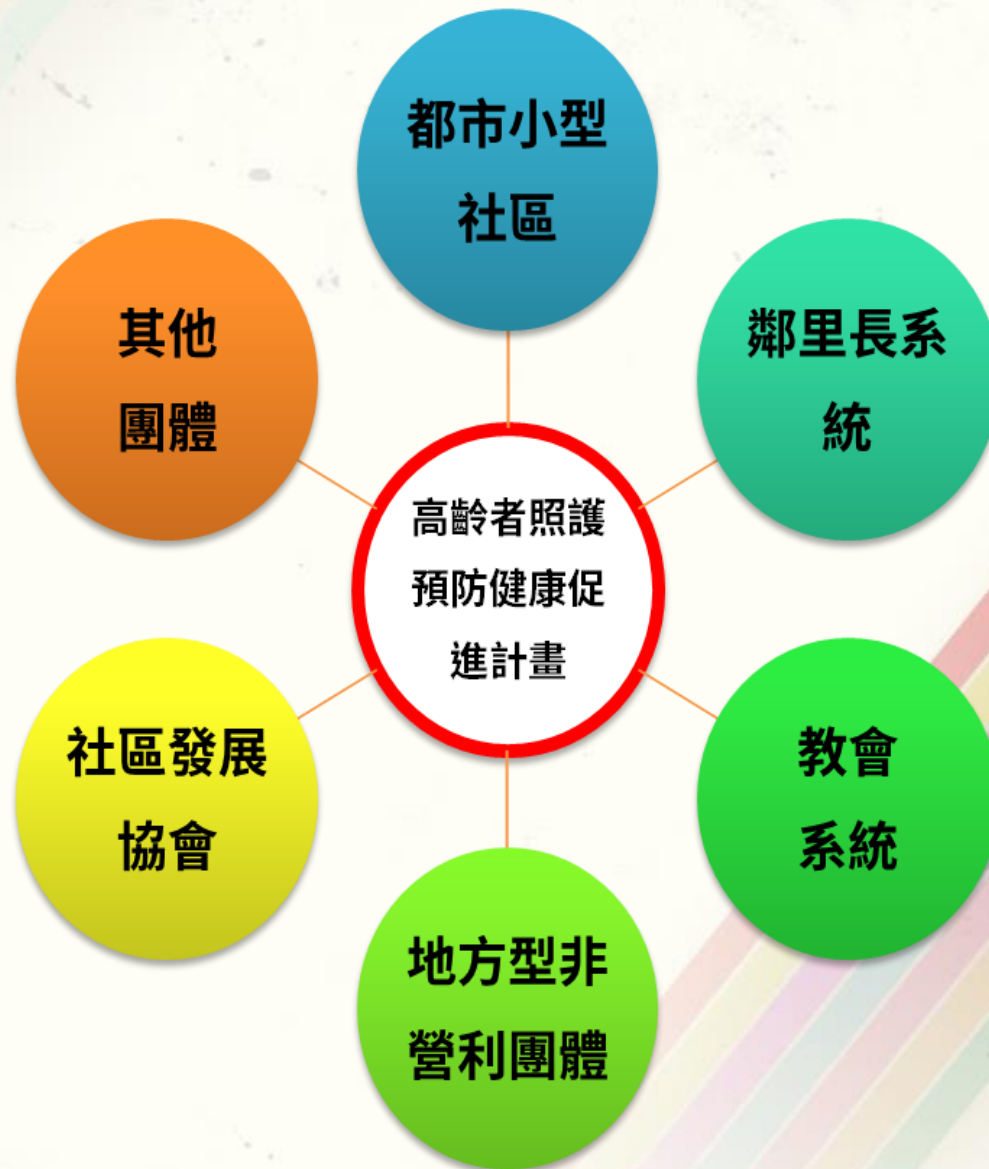 都市小型
社區
其他
團體
鄰里長系
統
高齡者照護
預防健康促
進計畫
社區發展
協會
教會
系統
地方型非
營利團體